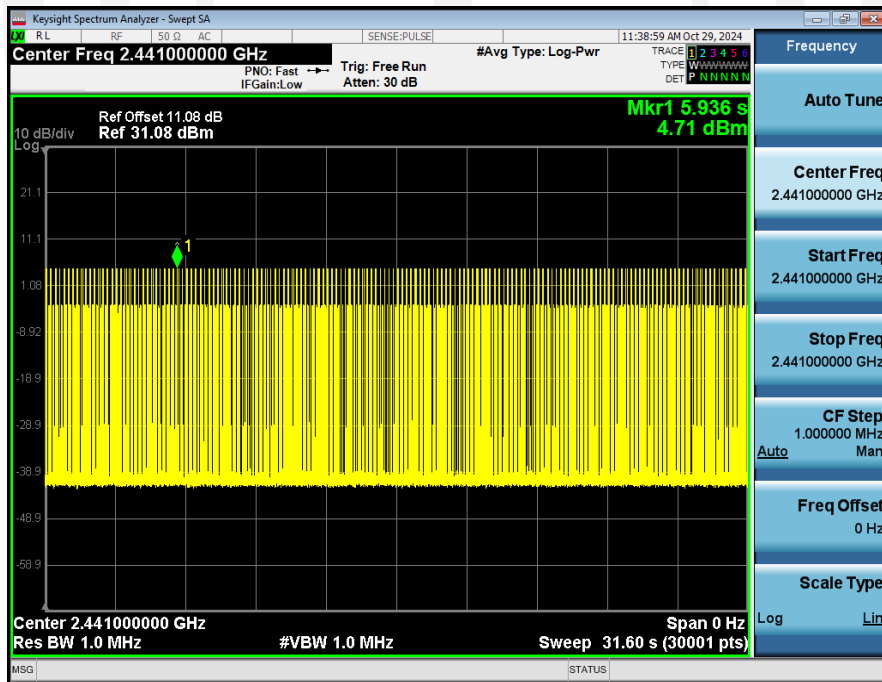 Keysight Spectrum Analyzer - Swept SA
LXI RL RF 50 Ω AC SENSE:PULSE 11:38:59 AM Oct 29, 2024
Center Freq 2.441000000 GHz
PNO: Fast
IFGain:Low
Trig: Free Run
Atten: 30 dB
#Avg Type: Log-Pwr
TRACE 1 2 3 4 5 6
TYPE WWWWWW
DET P N N N N N
Ref Offset 11.08 dB
10 dB/div Ref 31.08 dBm
Log
Mkr1 5.936 s
4.71 dBm
21.1
11.1
1.08
-8.92
-18.9
-28.9
-38.9
-48.9
-58.9
1
Center 2.441000000 GHz Span 0 Hz
Res BW 1.0 MHz #VBW 1.0 MHz Sweep 31.60 s (30001 pts)
MSG STATUS
Frequency
Auto Tune
Center Freq
2.441000000 GHz
Start Freq
2.441000000 GHz
Stop Freq
2.441000000 GHz
CF Step
1.000000 MHz
Auto Man
Freq Offset
0 Hz
Scale Type
Log Lin